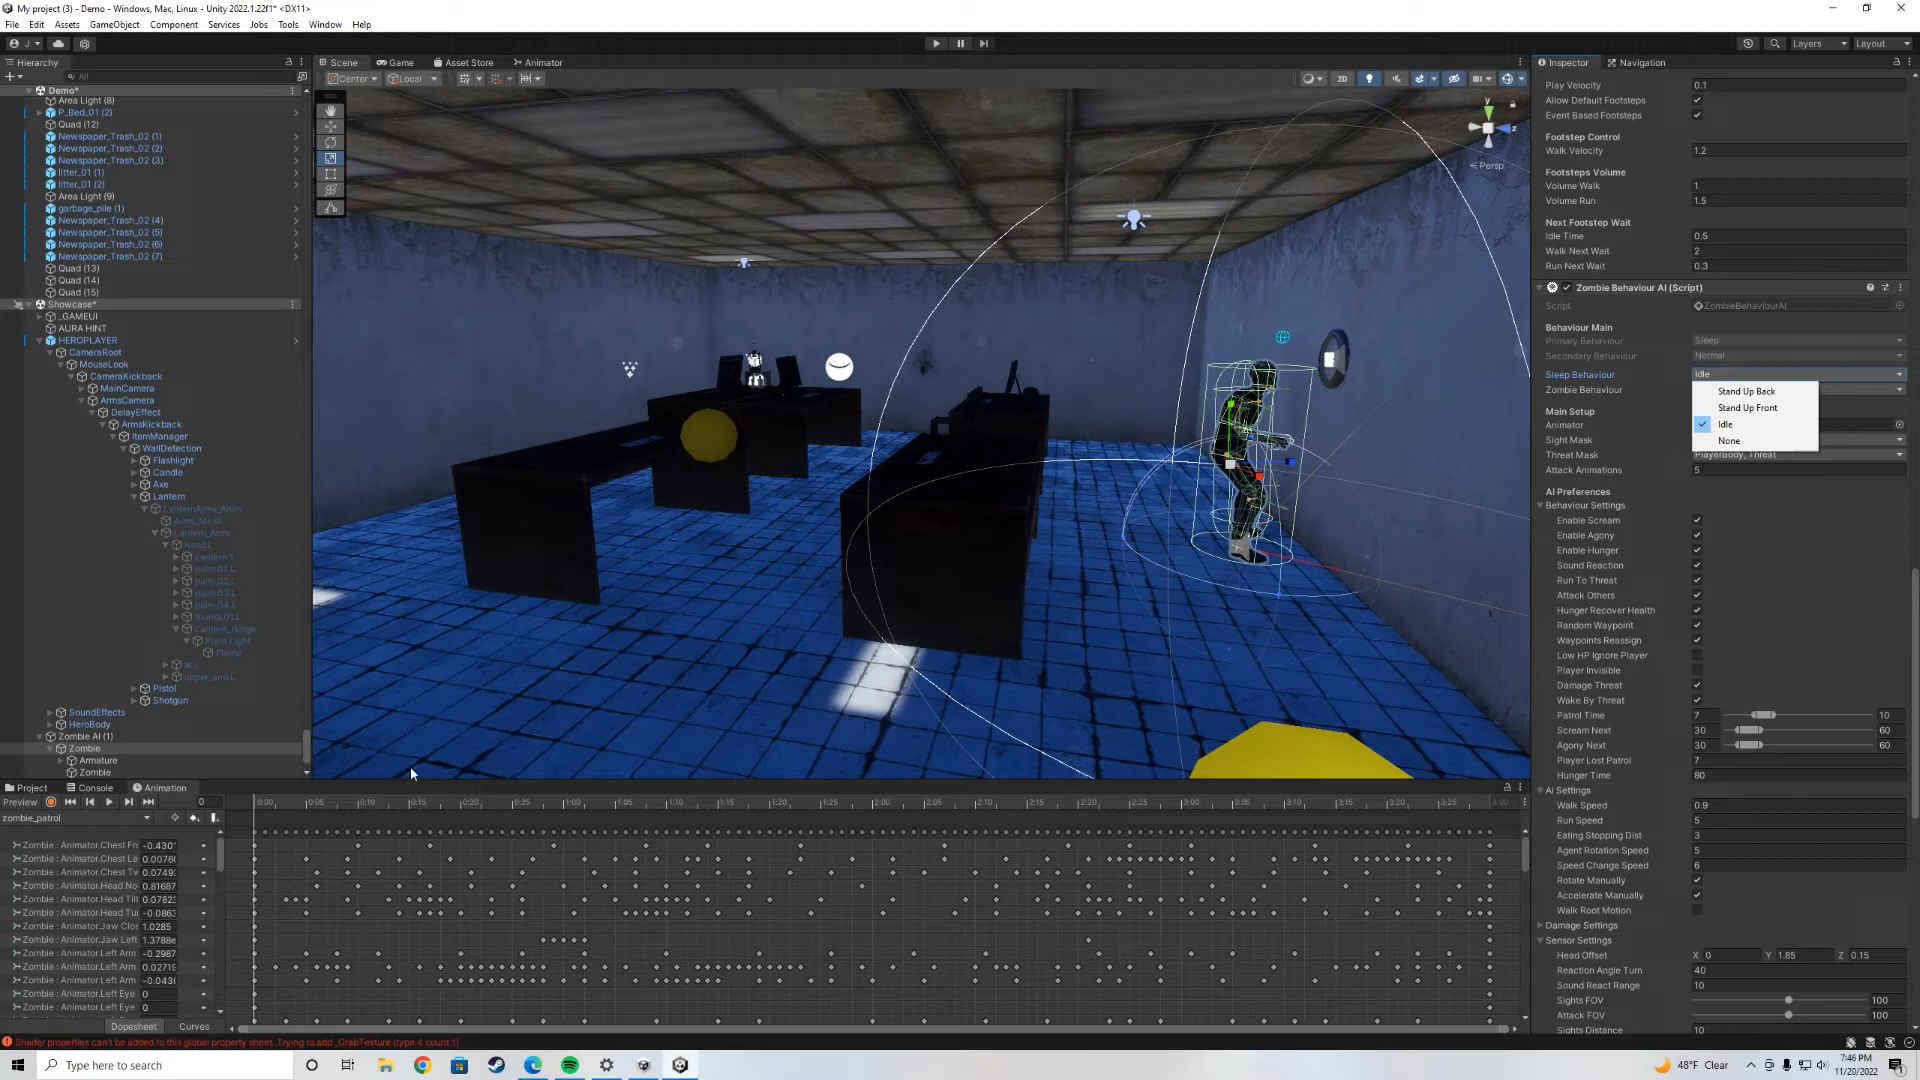 My project (3) - Demo - Windows, Mac, Linux - Unity 2022.1.22f1* <DX11>
File Edit Assets GameObject Component Services Jobs Tools Window Help
J Layers Layout
Hierarchy
All
Demo*
Area Light (8)
P_Bed_01 (2)
Quad (12)
Newspaper_Trash_02 (1)
Newspaper_Trash_02 (2)
Newspaper_Trash_02 (3)
litter_01 (1)
litter_01 (2)
Area Light (9)
garbage_pile (1)
Newspaper_Trash_02 (4)
Newspaper_Trash_02 (5)
Newspaper_Trash_02 (6)
Newspaper_Trash_02 (7)
Quad (13)
Quad (14)
Quad (15)
Showcase*
_GAMEUI
AURA HINT
HEROPLAYER
CameraRoot
MouseLook
CameraKickback
MainCamera
ArmsCamera
DelayEffect
ArmsKickback
ItemManager
WallDetection
Flashlight
Candle
Axe
Lantern
LanternArms_Anim
Arms_Mesh
Lantern_Arms
hand.L
Lantern 1
palm.01.L
palm.02.L
palm.03.L
palm.04.L
thumb.01.L
Lantern_Hinge
Point Light
Flame
IK.L
upper_arm.L
Pistol
Shotgun
SoundEffects
HeroBody
Zombie AI (1)
Zombie
Armature
Zombie
Scene Game Asset Store Animator
Center Local 2D
y
z
Persp
Inspector Navigation
Play Velocity 0.1
Allow Default Footsteps
Event Based Footsteps
Footstep Control
Walk Velocity 1.2
Footsteps Volume
Volume Walk 1
Volume Run 1.5
Next Footstep Wait
Idle Time 0.5
Walk Next Wait 2
Run Next Wait 0.3
Zombie Behaviour AI (Script)
Script ZombieBehaviourAI
Behaviour Main
Primary Behaviour Sleep
Secondary Behaviour Normal
Sleep Behaviour Idle
Zombie Behaviour
Stand Up Back
Stand Up Front
Idle
None
Main Setup
Animator
Sight Mask
Threat Mask PlayerBody, Threat
Attack Animations 5
AI Preferences
Behaviour Settings
Enable Scream
Enable Agony
Enable Hunger
Sound Reaction
Run To Threat
Attack Others
Hunger Recover Health
Random Waypoint
Waypoints Reassign
Low HP Ignore Player
Player Invisible
Damage Threat
Wake By Threat
Patrol Time 7 10
Scream Next 30 60
Agony Next 30 60
Player Lost Patrol 7
Hunger Time 80
Ai Settings
Walk Speed 0.9
Run Speed 5
Eating Stopping Dist 3
Agent Rotation Speed 5
Speed Change Speed 6
Rotate Manually
Accelerate Manually
Walk Root Motion
Damage Settings
Sensor Settings
Head Offset X 0 Y 1.85 Z 0.15
Reaction Angle Turn 40
Sound React Range 10
Sights FOV 100
Attack FOV 100
Sights Distance 10
Project Console Animation
Preview 0
0:00 0:05 0:10 0:15 0:20 0:25 1:00 1:05 1:10 1:15 1:20 1:25 2:00 2:05 2:10 2:15 2:20 2:25 3:00 3:05 3:10 3:15 3:20 3:25 4:00
zombie_patrol
Zombie : Animator.Chest Fr -0.430
Zombie : Animator.Chest Le 0.0076
Zombie : Animator.Chest Tv 0.0749
Zombie : Animator.Head No 0.81687
Zombie : Animator.Head Tilt 0.07823
Zombie : Animator.Head Tur -0.0863
Zombie : Animator.Jaw Clos 1.0285
Zombie : Animator.Jaw Left 1.3788e
Zombie : Animator.Left Arm -0.2987
Zombie : Animator.Left Arm 0.02719
Zombie : Animator.Left Arm -0.0430
Zombie : Animator.Left Eye 0
Zombie : Animator.Left Eye 0
Dopesheet Curves
Shader properties can't be added to this global property sheet. Trying to add _GrabTexture (type 4 count 1)
Type here to search
48°F Clear
7:46 PM
11/20/2022